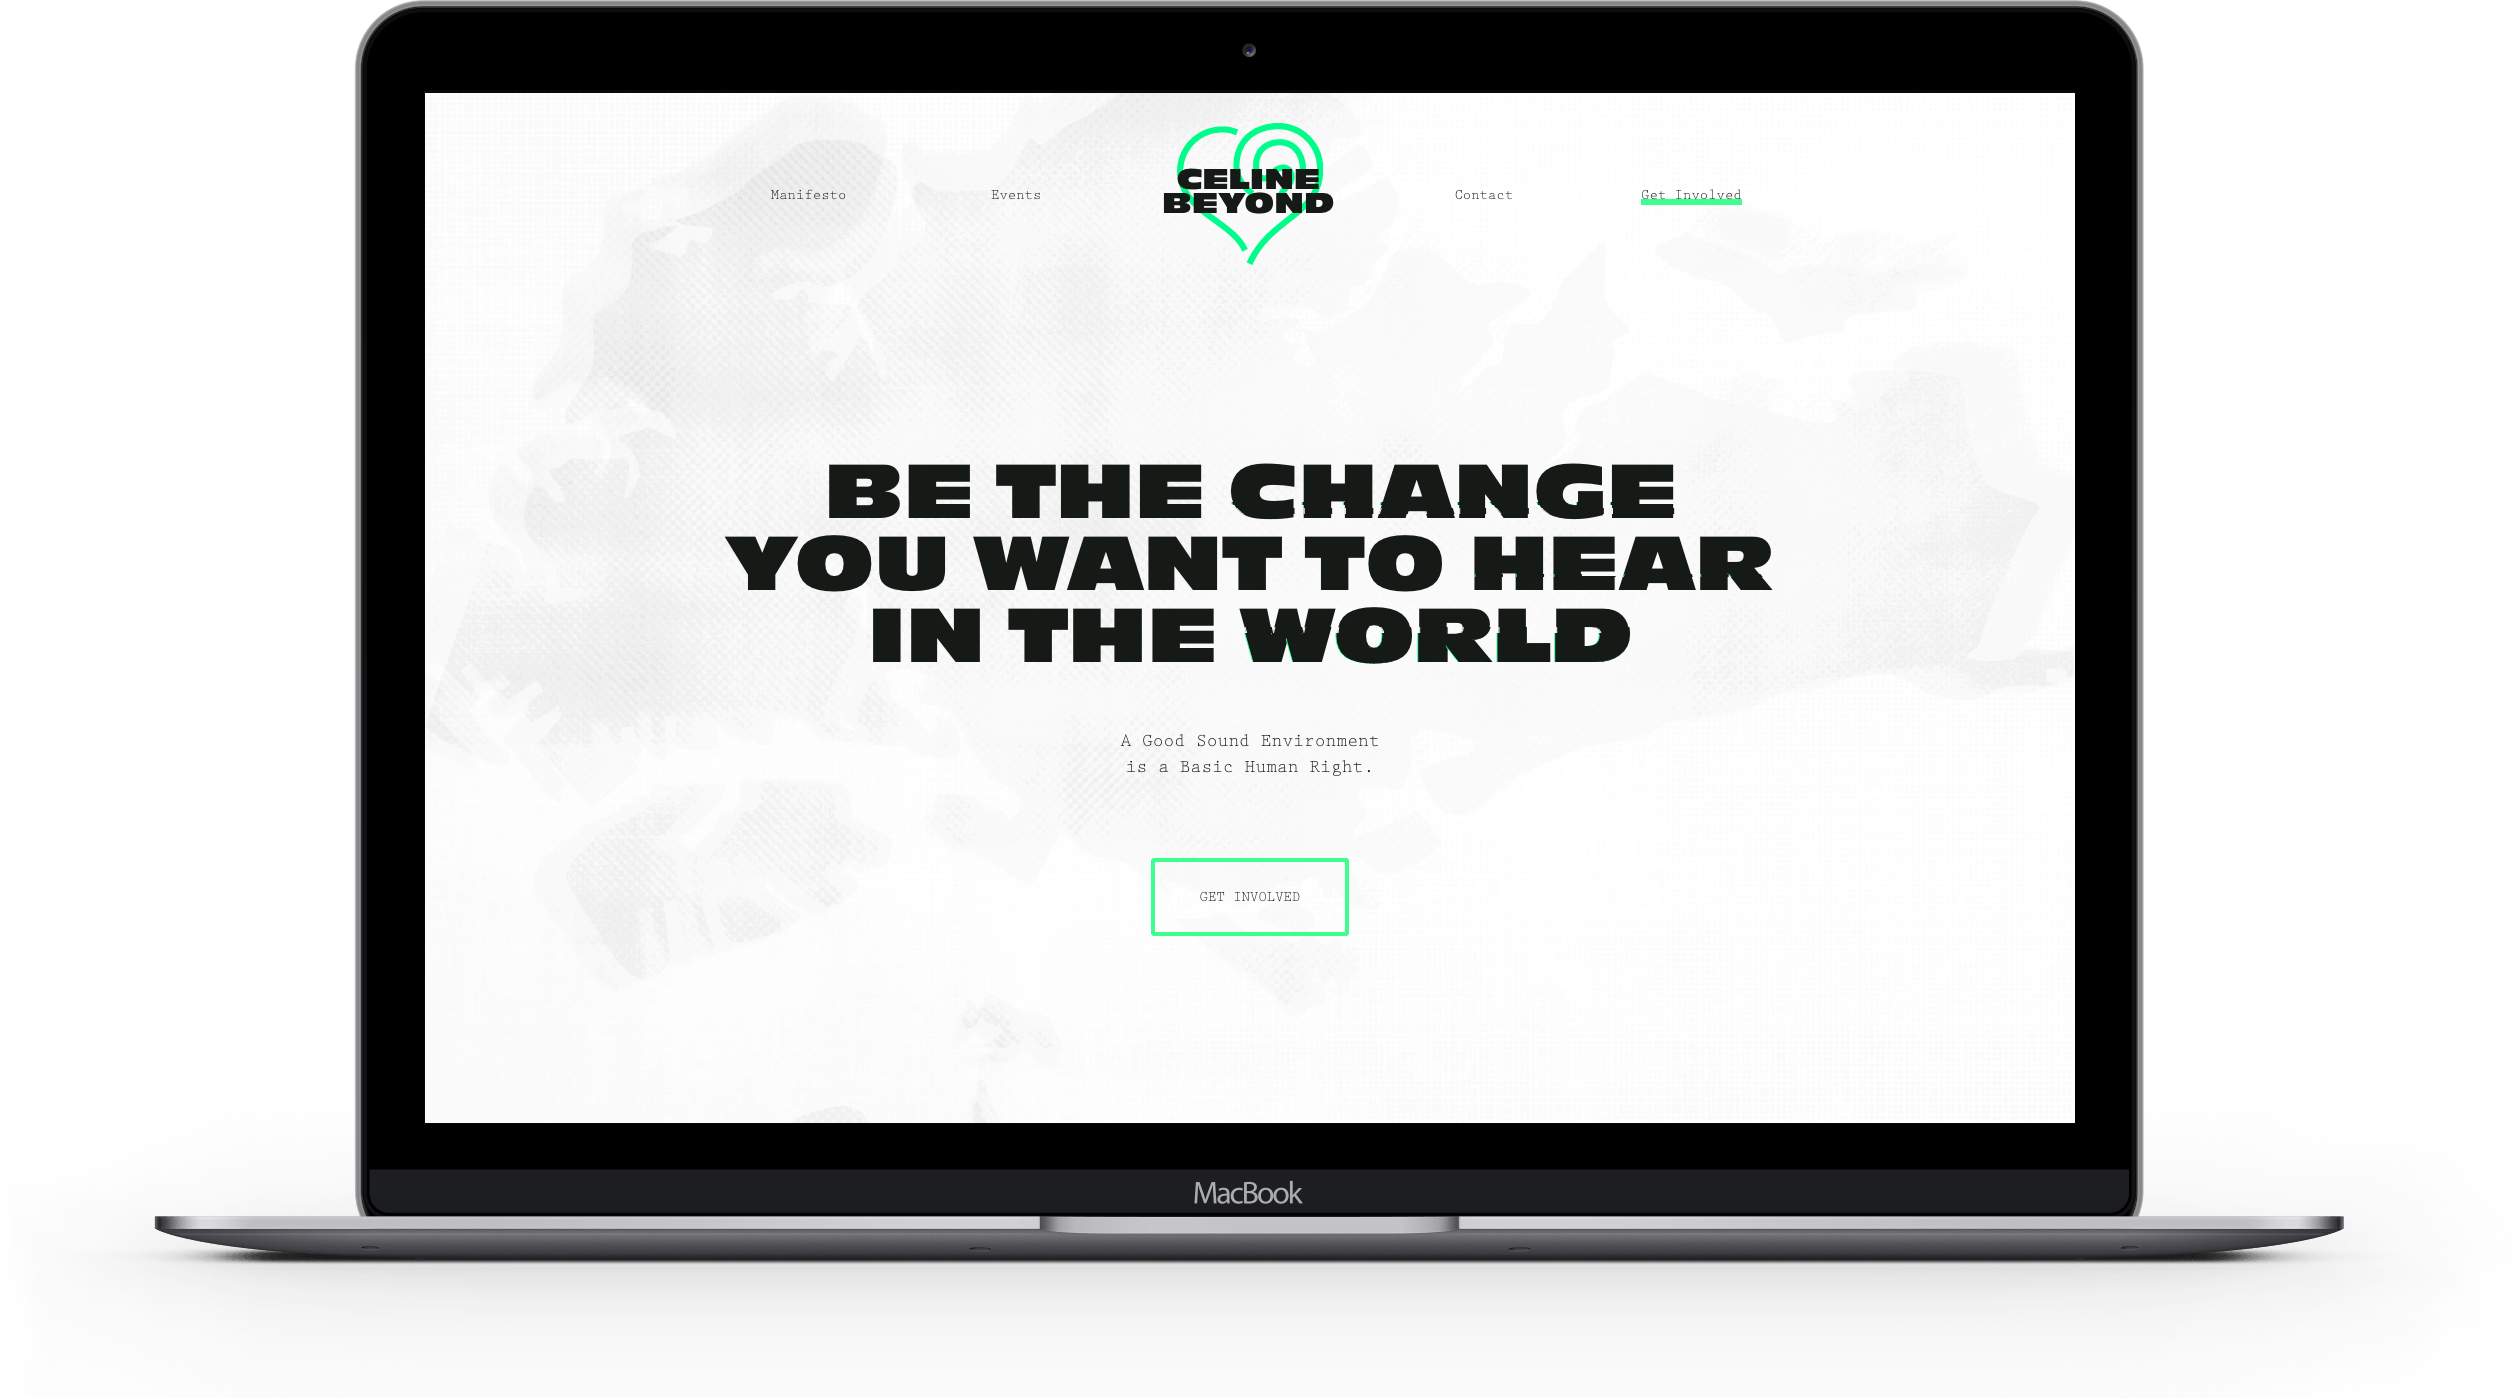 Manifesto
Events
CELINE
BEYOND
Contact
Get Involved
BE THE CHANGE
YOU WANT TO HEAR
IN THE WORLD
A Good Sound Environment
is a Basic Human Right.
GET INVOLVED
MacBook